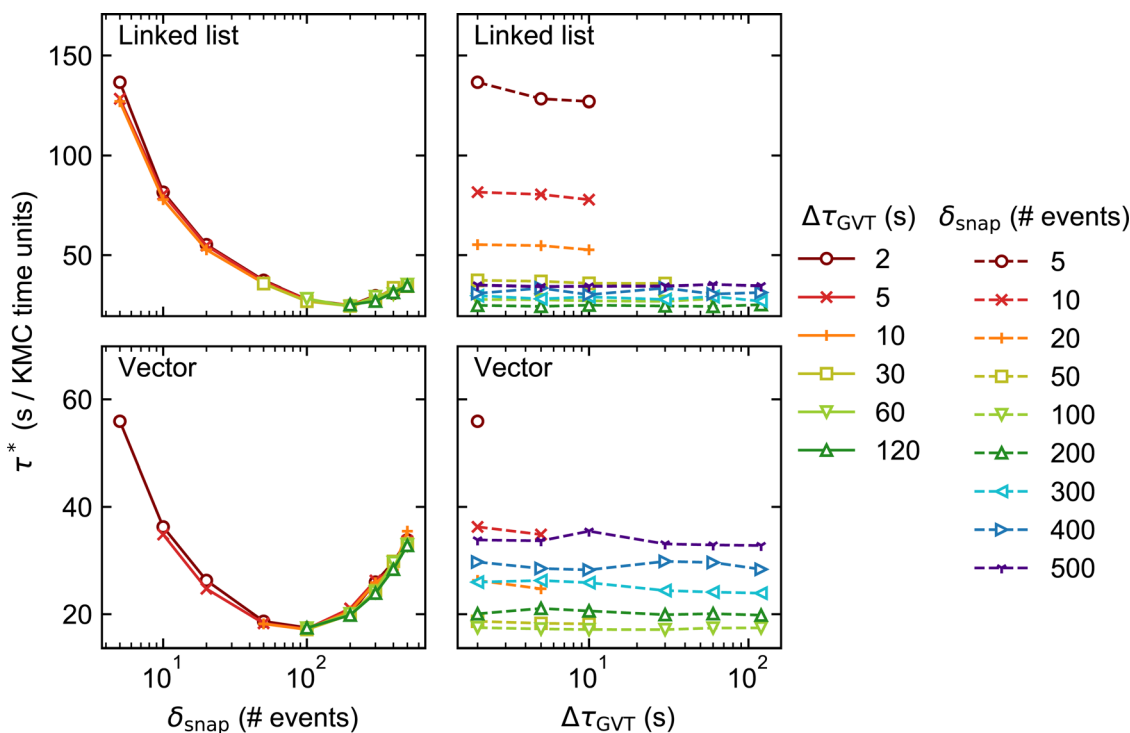 Linked list
Linked list
150
100
50
τ* (s / KMC time units)
Vector
Vector
60
40
20
10¹ 10²
10¹ 10²
δsnap (# events)
ΔτGVT (s)
ΔτGVT (s)
2
5
10
30
60
120
δsnap (# events)
5
10
20
50
100
200
300
400
500